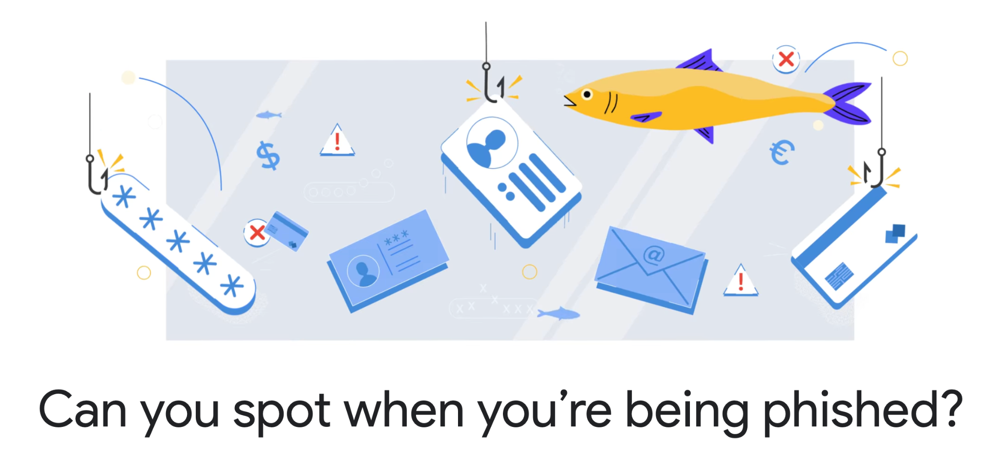 $
!
€
* * * * *
***
@
!
x
x x x x x x
Can you spot when you’re being phished?